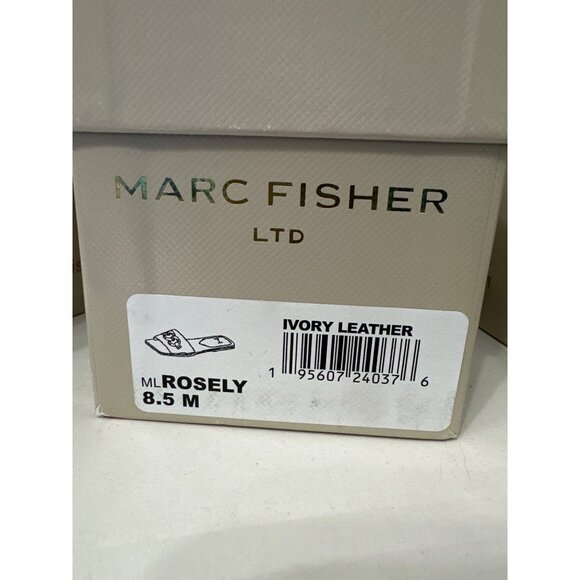 MARC FISHER
LTD
IVORY LEATHER
1 95607 24037 6
MLROSELY
8.5 M